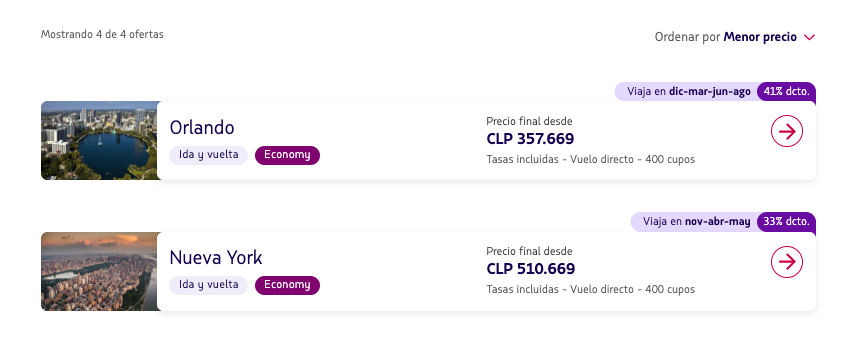 Mostrando 4 de 4 ofertas
Ordenar por Menor precio
Viaja en dic-mar-jun-ago 41% dcto.
Orlando
Ida y vuelta Economy
Precio final desde
CLP 357.669
Tasas incluidas - Vuelo directo - 400 cupos
Viaja en nov-abr-may 33% dcto.
Nueva York
Ida y vuelta Economy
Precio final desde
CLP 510.669
Tasas incluidas - Vuelo directo - 400 cupos